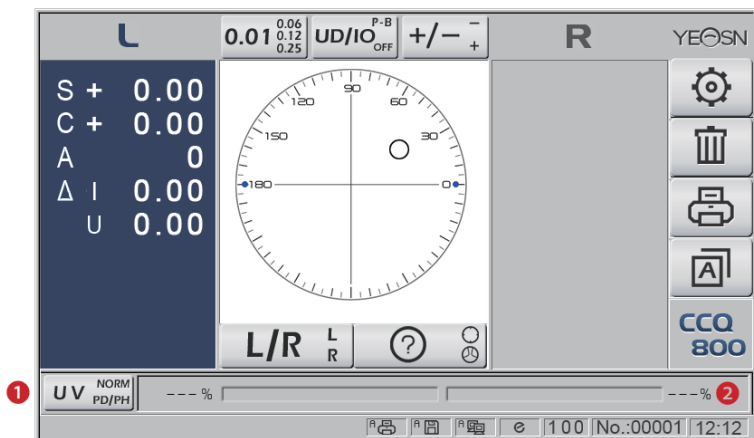 L
0.01 0.06 0.12 0.25
UD/IO P-B OFF
+/− − +
R
YEOSN
S + 0.00
C + 0.00
A 0
Δ I 0.00
U 0.00
120 90 60
150 30
180 0
A
L/R L R
?
CCQ 800
1 UV NORM PD/PH --- % --- % 2
A A A e 100 No.:00001 12:12